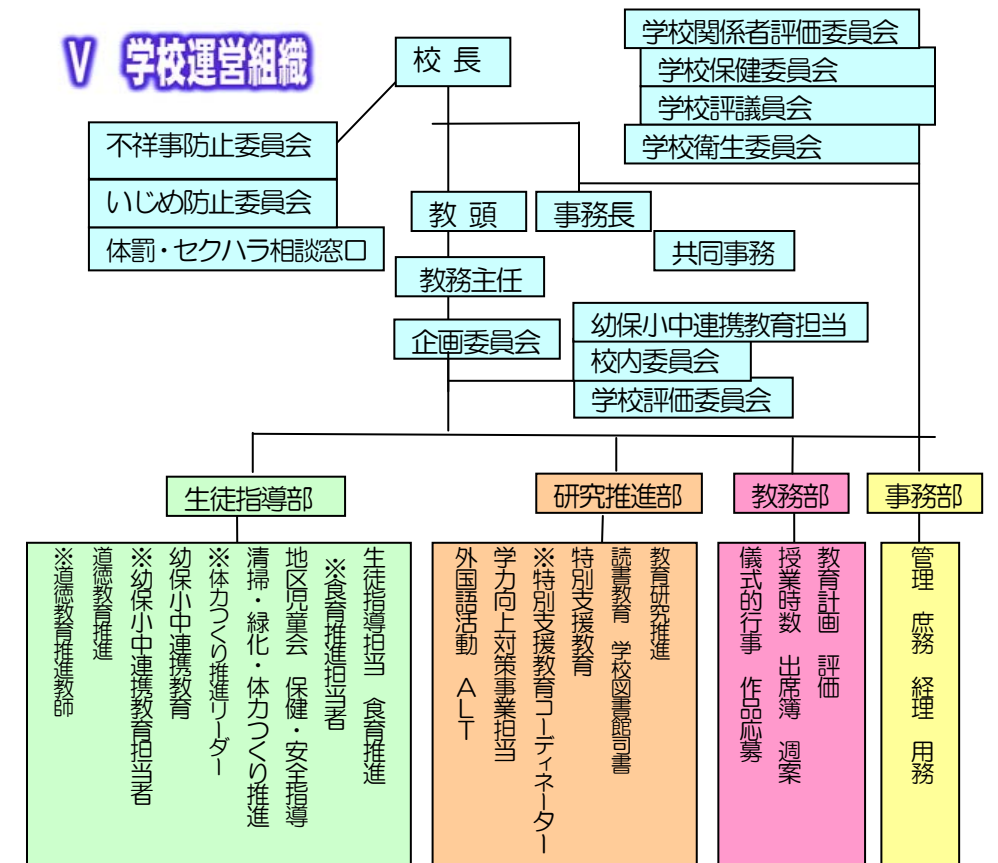 Ⅴ 学校運営組織
校 長
学校関係者評価委員会
学校保健委員会
学校評議員会
学校衛生委員会
不祥事防止委員会
いじめ防止委員会
体罰・セクハラ相談窓口
教 頭
事務長
共同事務
教務主任
企画委員会
幼保小中連携教育担当
校内委員会
学校評価委員会
生徒指導部
研究推進部
教務部
事務部
生徒指導担当 食育推進
※食育推進担当者
地区児童会 保健・安全指導
清掃・緑化・体力つくり推進
※体力つくり推進リーダー
幼保小中連携教育
※幼保小中連携教育担当者
道徳教育推進
※道徳教育推進教師
教育研究推進
読書教育 学校図書館司書
特別支援教育
※特別支援教育コーディネーター
学力向上対策事業担当
外国語活動 ALT
教育計画 評価
授業時数 出席簿 週案
儀式的行事 作品応募
管理 庶務 経理 用務